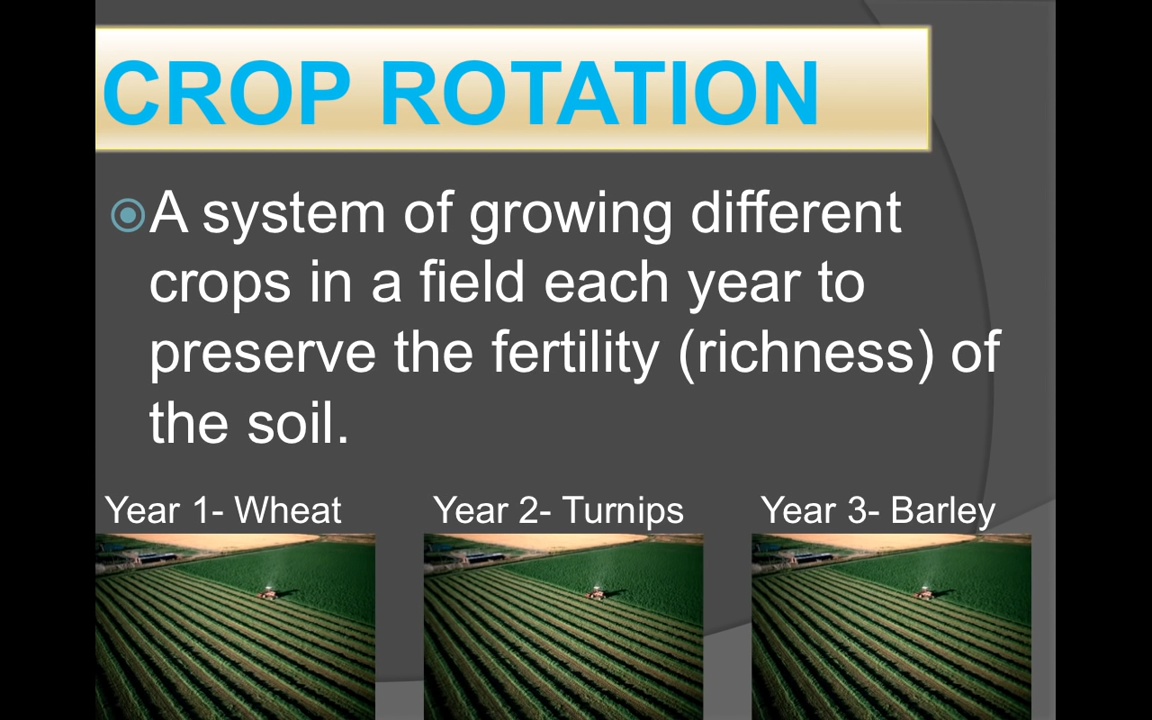 CROP ROTATION
A system of growing different
crops in a field each year to
preserve the fertility (richness) of
the soil.
Year 1- Wheat
Year 2- Turnips
Year 3- Barley